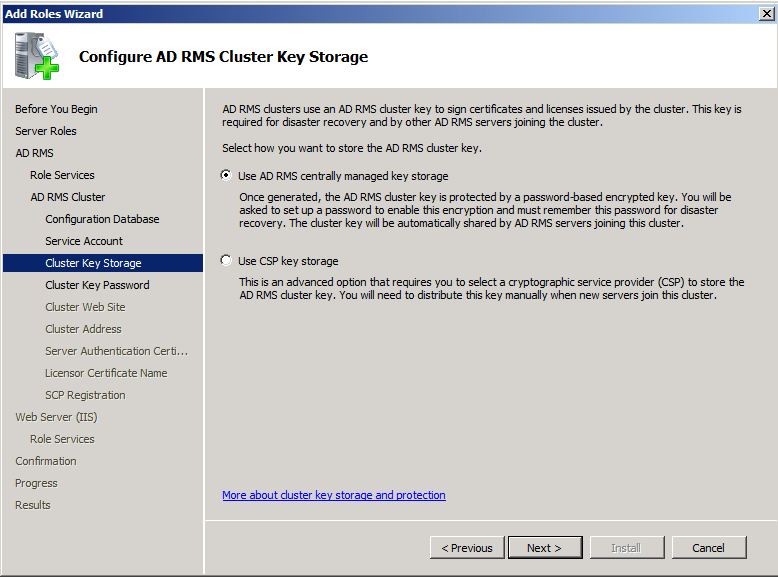 Add Roles Wizard
Configure AD RMS Cluster Key Storage
Before You Begin
Server Roles
AD RMS
Role Services
AD RMS Cluster
Configuration Database
Service Account
Cluster Key Storage
Cluster Key Password
Cluster Web Site
Cluster Address
Server Authentication Certi...
Licensor Certificate Name
SCP Registration
Web Server (IIS)
Role Services
Confirmation
Progress
Results
AD RMS clusters use an AD RMS cluster key to sign certificates and licenses issued by the cluster. This key is
required for disaster recovery and by other AD RMS servers joining the cluster.
Select how you want to store the AD RMS cluster key.
Use AD RMS centrally managed key storage
Once generated, the AD RMS cluster key is protected by a password-based encrypted key. You will be
asked to set up a password to enable this encryption and must remember this password for disaster
recovery. The cluster key will be automatically shared by AD RMS servers joining this cluster.
Use CSP key storage
This is an advanced option that requires you to select a cryptographic service provider (CSP) to store the
AD RMS cluster key. You will need to distribute this key manually when new servers join this cluster.
More about cluster key storage and protection
< Previous
Next >
Install
Cancel